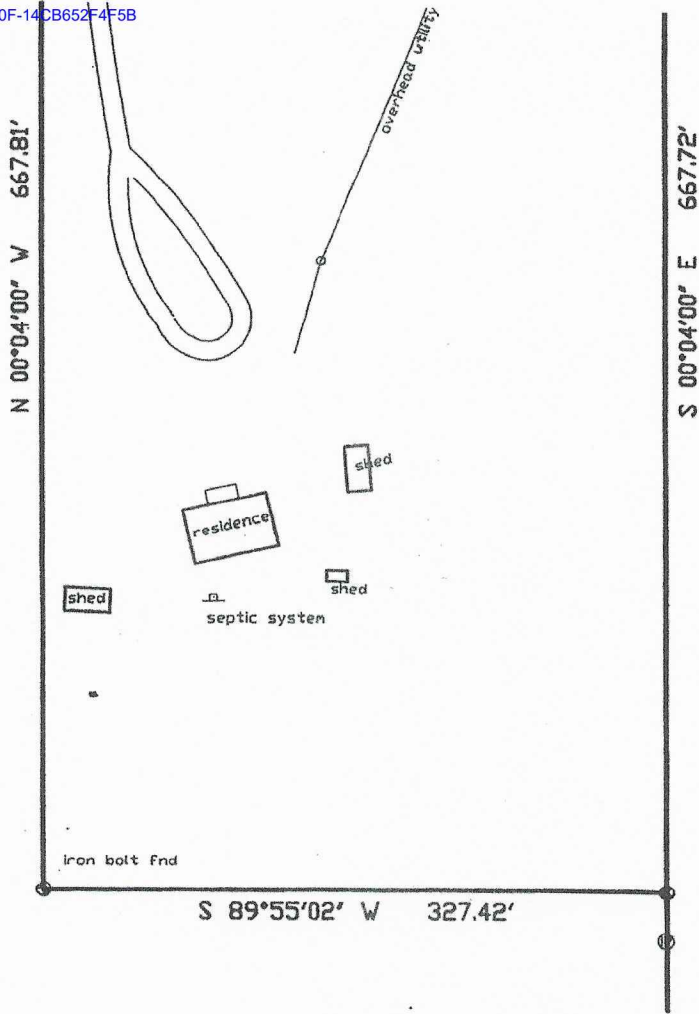 0F-14CB652F4F5B
overhead utility
N 00°04'00" W 667.81'
S 00°04'00" E 667.72'
shed
residence
shed
shed
septic system
iron bolt fnd
S 89°55'02" W 327.42'